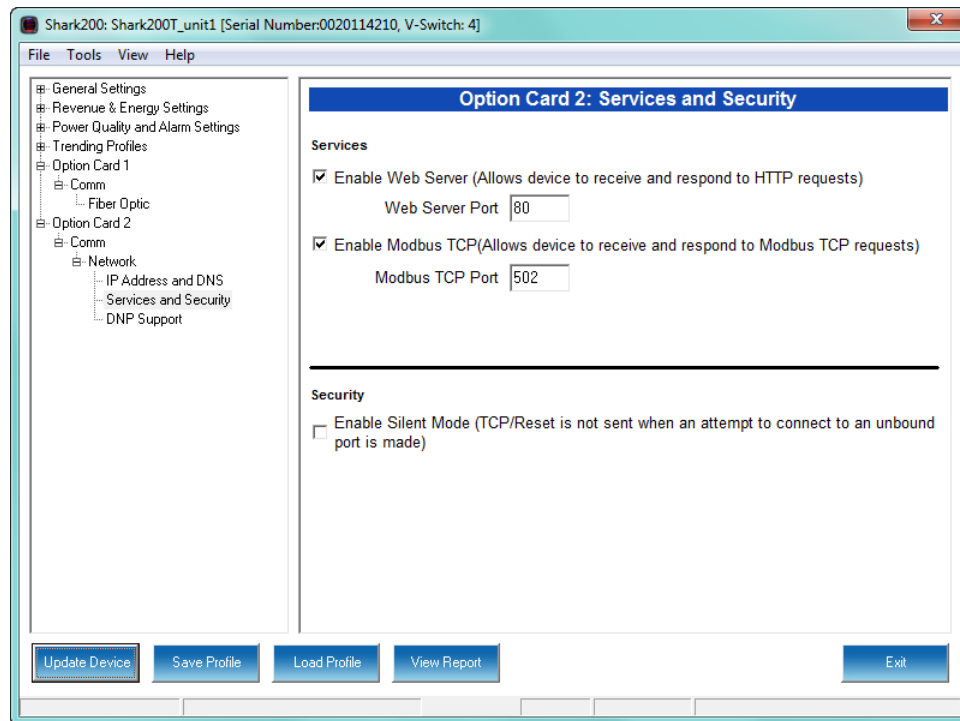 Shark200: Shark200T_unit1 [Serial Number:0020114210, V-Switch: 4]
File Tools View Help
General Settings
Revenue & Energy Settings
Power Quality and Alarm Settings
Trending Profiles
Option Card 1
Comm
Fiber Optic
Option Card 2
Comm
Network
IP Address and DNS
Services and Security
DNP Support
Option Card 2: Services and Security
Services
Enable Web Server (Allows device to receive and respond to HTTP requests)
Web Server Port 80
Enable Modbus TCP(Allows device to receive and respond to Modbus TCP requests)
Modbus TCP Port 502
Security
Enable Silent Mode (TCP/Reset is not sent when an attempt to connect to an unbound
port is made)
Update Device Save Profile Load Profile View Report Exit